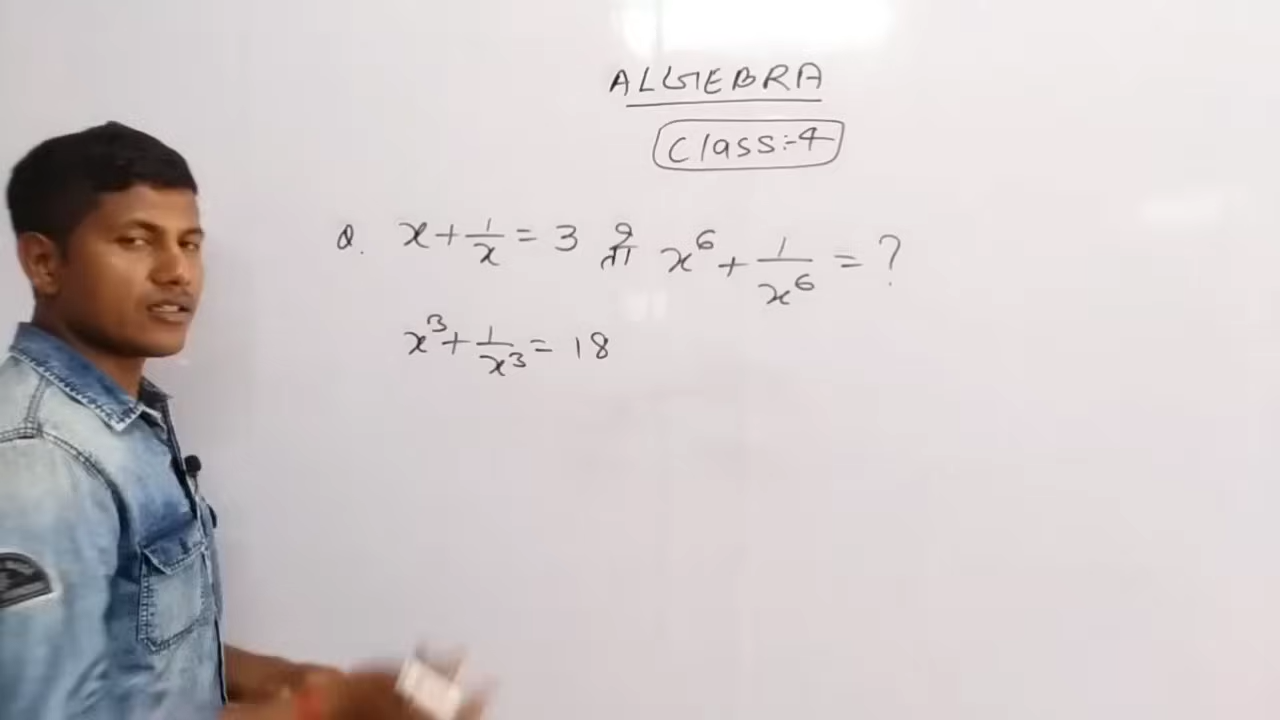 ALGEBRA
Class:-4
Q. x + 1/x = 3 तो x⁶ + 1/x⁶ = ?
x³ + 1/x³ = 18